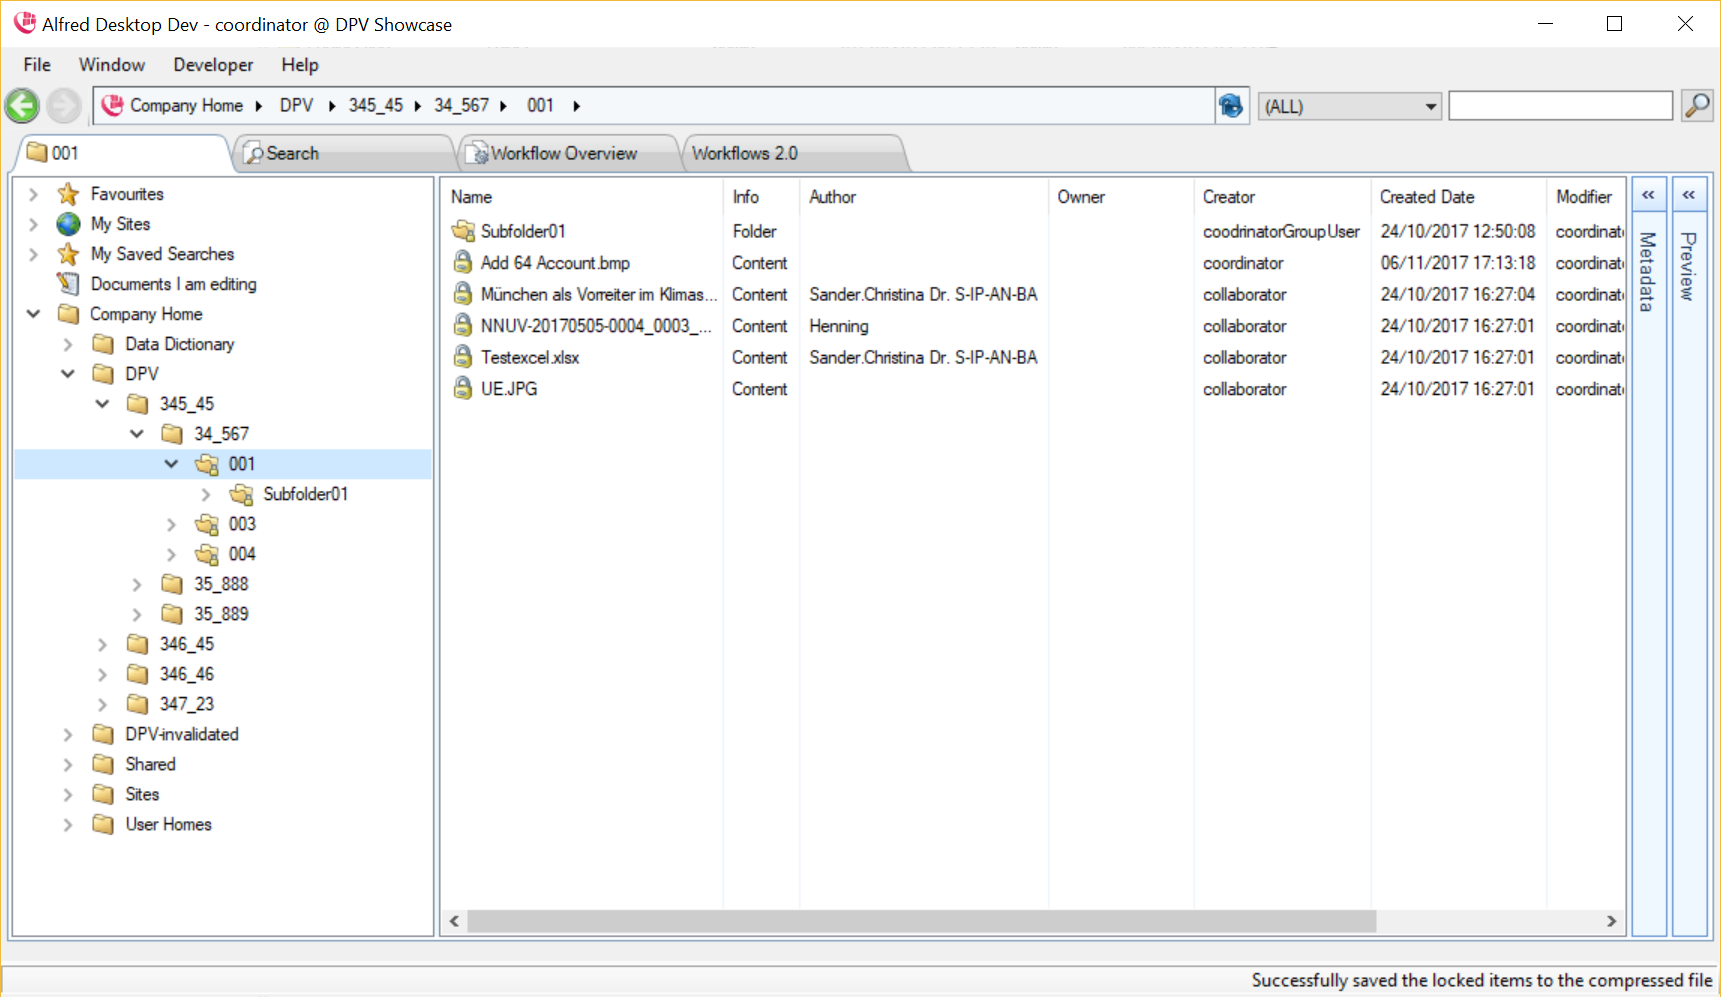 Alfred Desktop Dev - coordinator @ DPV Showcase
File Window Developer Help
Company Home DPV 345_45 34_567 001 (ALL)
001 Search Workflow Overview Workflows 2.0
Favourites
My Sites
My Saved Searches
Documents I am editing
Company Home
Data Dictionary
DPV
345_45
34_567
001
Subfolder01
003
004
35_888
35_889
346_45
346_46
347_23
DPV-invalidated
Shared
Sites
User Homes
Name Info Author Owner Creator Created Date Modifier
Subfolder01 Folder coodrinatorGroupUser 24/10/2017 12:50:08 coordinat
Add 64 Account.bmp Content coordinator 06/11/2017 17:13:18 coordinat
München als Vorreiter im Klimas... Content Sander.Christina Dr. S-IP-AN-BA collaborator 24/10/2017 16:27:04 coordinat
NNUV-20170505-0004_0003_... Content Henning collaborator 24/10/2017 16:27:01 coordinat
Testexcel.xlsx Content Sander.Christina Dr. S-IP-AN-BA collaborator 24/10/2017 16:27:01 coordinat
UE.JPG Content collaborator 24/10/2017 16:27:01 coordinat
Metadata
Preview
Successfully saved the locked items to the compressed file